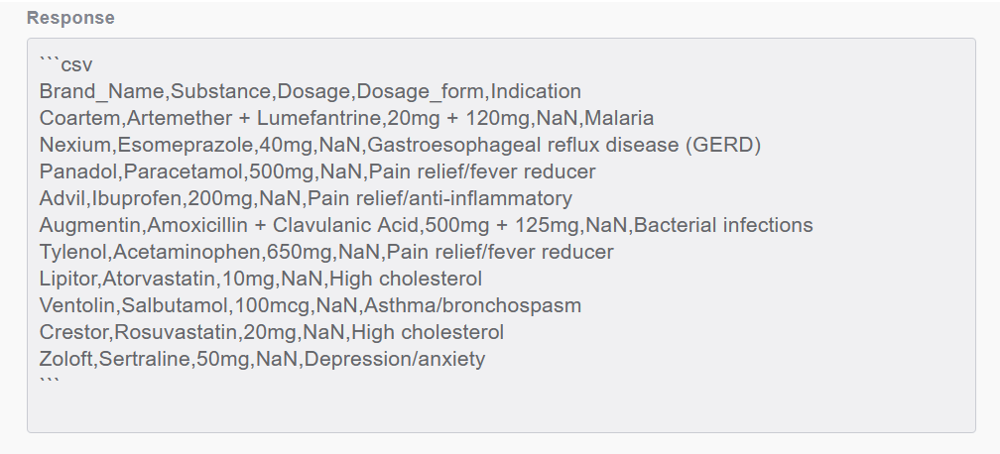 Response
```csv
Brand_Name,Substance,Dosage,Dosage_form,Indication
Coartem,Artemether + Lumefantrine,20mg + 120mg,NaN,Malaria
Nexium,Esomeprazole,40mg,NaN,Gastroesophageal reflux disease (GERD)
Panadol,Paracetamol,500mg,NaN,Pain relief/fever reducer
Advil,Ibuprofen,200mg,NaN,Pain relief/anti-inflammatory
Augmentin,Amoxicillin + Clavulanic Acid,500mg + 125mg,NaN,Bacterial infections
Tylenol,Acetaminophen,650mg,NaN,Pain relief/fever reducer
Lipitor,Atorvastatin,10mg,NaN,High cholesterol
Ventolin,Salbutamol,100mcg,NaN,Asthma/bronchospasm
Crestor,Rosuvastatin,20mg,NaN,High cholesterol
Zoloft,Sertraline,50mg,NaN,Depression/anxiety
```